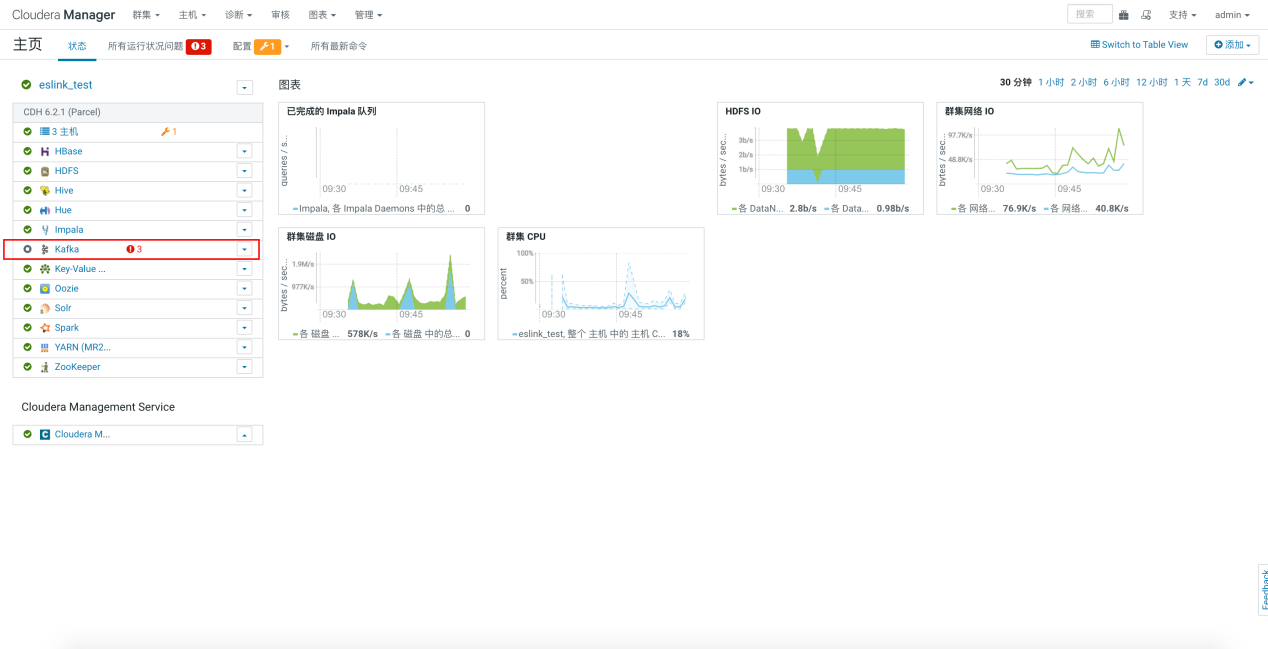 Cloudera Manager 群集 主机 诊断 审核 图表 管理 搜索 支持 admin
主页 状态 所有运行状况问题 3 配置 1 所有最新命令 Switch to Table View 添加
eslink_test
CDH 6.2.1 (Parcel)
3 主机 1
HBase
HDFS
Hive
Hue
Impala
Kafka 3
Key-Value ...
Oozie
Solr
Spark
YARN (MR2...
ZooKeeper
Cloudera Management Service
Cloudera M...
图表 30 分钟 1 小时 2 小时 6 小时 12 小时 1 天 7d 30d
已完成的 Impala 队列
queries / s...
09:30 09:45
Impala, 各 Impala Daemons 中的总 ... 0
HDFS IO
bytes / sec...
3b/s
2b/s
1b/s
09:30 09:45
各 DataN... 2.8b/s 各 Data... 0.98b/s
群集网络 IO
bytes / sec...
97.7K/s
48.8K/s
09:30 09:45
各 网络... 76.9K/s 各 网络... 40.8K/s
群集磁盘 IO
bytes / sec...
1.9M/s
977K/s
09:30 09:45
各 磁盘 ... 578K/s 各 磁盘 中的总... 0
群集 CPU
percent
100%
50%
09:30 09:45
eslink_test, 整个 主机 中的 主机 C... 18%
Feedback